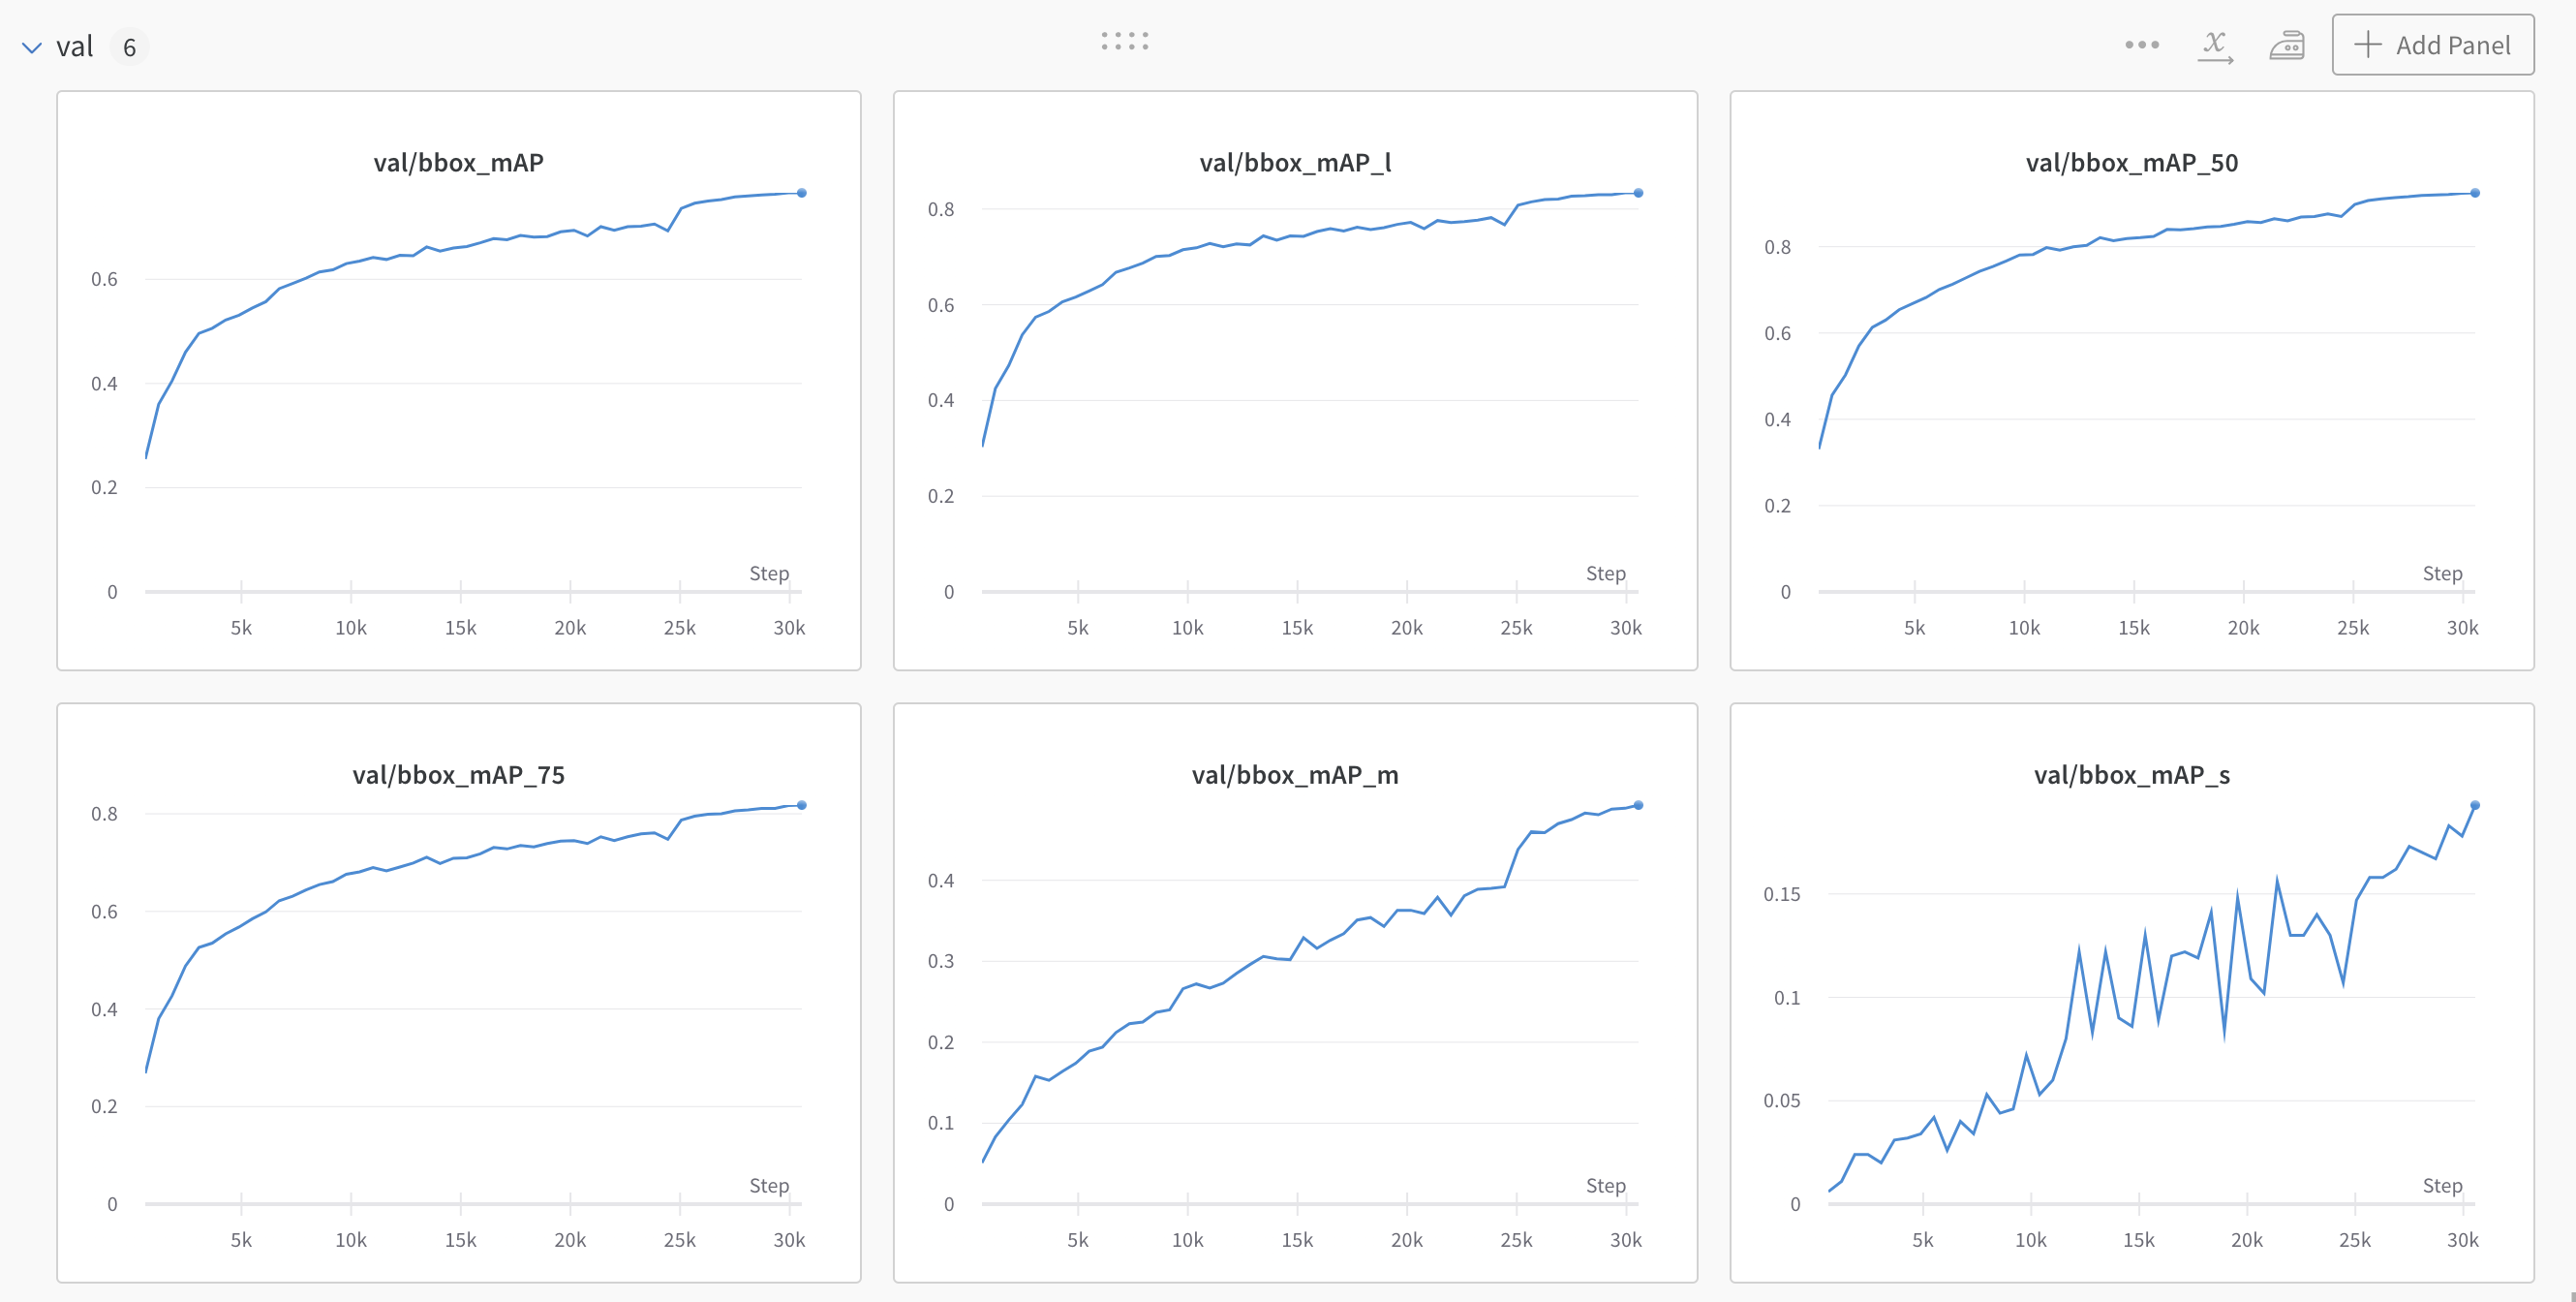 val 6
x
Add Panel
val/bbox_mAP
0.6
0.4
0.2
0
Step
5k 10k 15k 20k 25k 30k
val/bbox_mAP_l
0.8
0.6
0.4
0.2
0
Step
5k 10k 15k 20k 25k 30k
val/bbox_mAP_50
0.8
0.6
0.4
0.2
0
Step
5k 10k 15k 20k 25k 30k
val/bbox_mAP_75
0.8
0.6
0.4
0.2
0
Step
5k 10k 15k 20k 25k 30k
val/bbox_mAP_m
0.4
0.3
0.2
0.1
0
Step
5k 10k 15k 20k 25k 30k
val/bbox_mAP_s
0.15
0.1
0.05
0
Step
5k 10k 15k 20k 25k 30k